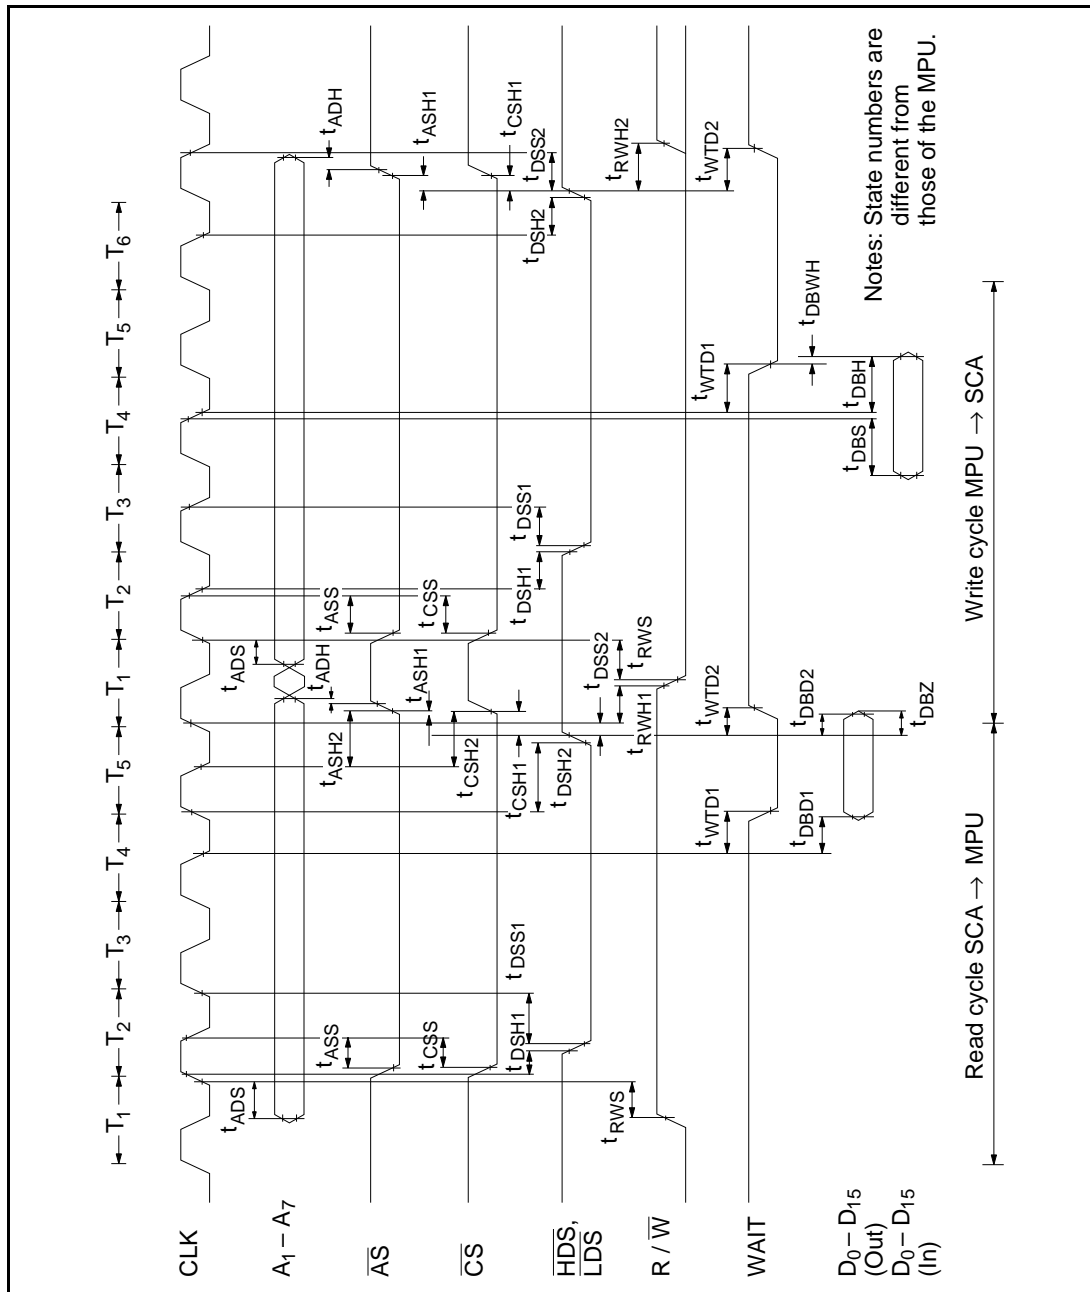 T1 T2 T3 T4 T5 T1 T2 T3 T4 T5 T6
CLK
A1 – A7
tADS tADH tADS tADH
AS
tASS tASH2 tASH1 tASS tASH1
CS
tCSS tCSH2 tCSH1 tCSS tCSH1
HDS,
LDS
tDSH1 tDSS1 tDSH2 tDSS2 tDSH1 tDSS1 tDSH2 tDSS2
R / W
tRWS tRWH1 tRWS tRWH2
WAIT
tWTD1 tWTD2 tWTD1 tWTD2
D0 – D15
(Out)
tDBD1 tDBD2 tDBZ
D0 – D15
(In)
tDBS tDBH tDBWH
Read cycle SCA → MPU
Write cycle MPU → SCA
Notes: State numbers are
different from
those of the MPU.